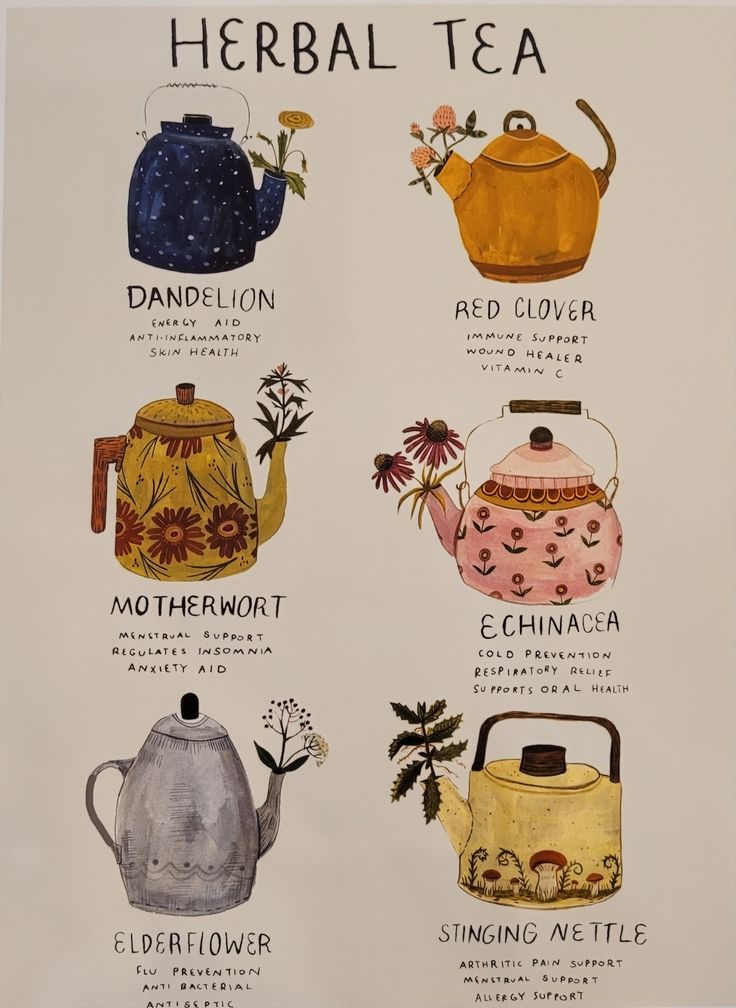 HERBAL TEA
DANDELION
ENERGY AID
ANTI-INFLAMMATORY
SKIN HEALTH
RED CLOVER
IMMUNE SUPPORT
WOUND HEALER
VITAMIN C
MOTHERWORT
MENSTRUAL SUPPORT
REGULATES INSOMNIA
ANXIETY AID
ECHINACEA
COLD PREVENTION
RESPIRATORY RELIEF
SUPPORTS ORAL HEALTH
ELDERFLOWER
FLU PREVENTION
ANTI BACTERIAL
ANTISEPTIC
STINGING NETTLE
ARTHRITIC PAIN SUPPORT
MENSTRUAL SUPPORT
ALLERGY SUPPORT